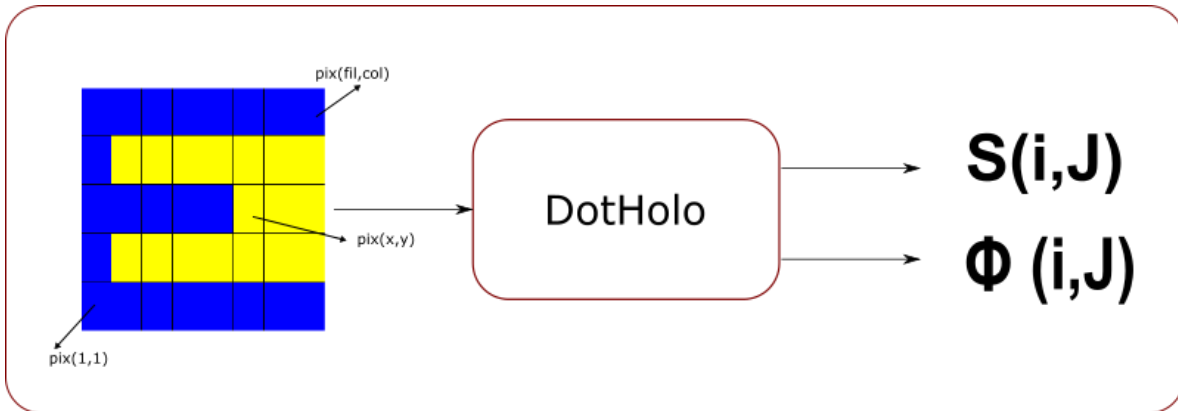 pix(fil,col)
S(i,J)
DotHolo
pix(x,y)
Φ (i,J)
pix(1,1)